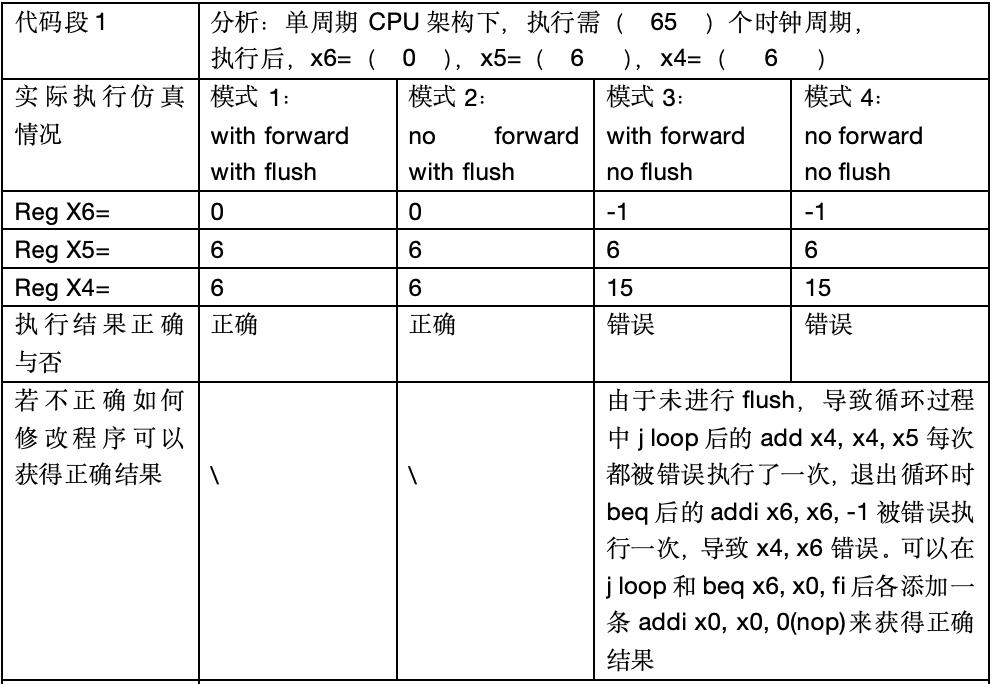 代码段 1
分析：单周期 CPU 架构下，执行需（ 65 ）个时钟周期，
执行后，x6=（ 0 ），x5=（ 6 ），x4=（ 6 ）
实际执行仿真
情况
模式 1：
with forward
with flush
模式 2：
no forward
with flush
模式 3：
with forward
no flush
模式 4：
no forward
no flush
Reg X6=
0
0
-1
-1
Reg X5=
6
6
6
6
Reg X4=
6
6
15
15
执行结果正确
与否
正确
正确
错误
错误
若不正确如何
修改程序可以
获得正确结果
\
\
由于未进行 flush，导致循环过程
中 j loop 后的 add x4, x4, x5 每次
都被错误执行了一次，退出循环时
beq 后的 addi x6, x6, -1 被错误执
行一次，导致 x4, x6 错误。可以在
j loop 和 beq x6, x0, fi 后各添加一
条 addi x0, x0, 0(nop)来获得正确
结果